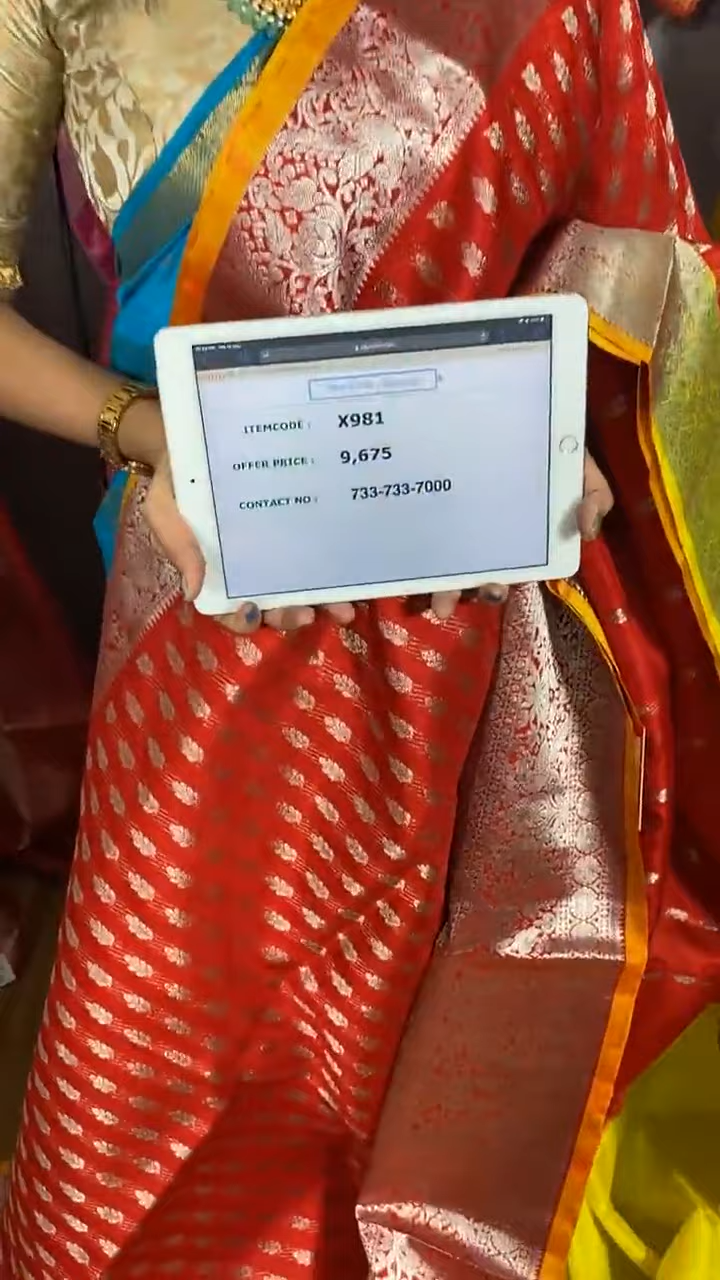 ITEMCODE : X981
OFFER PRICE : 9,675
CONTACT NO : 733-733-7000